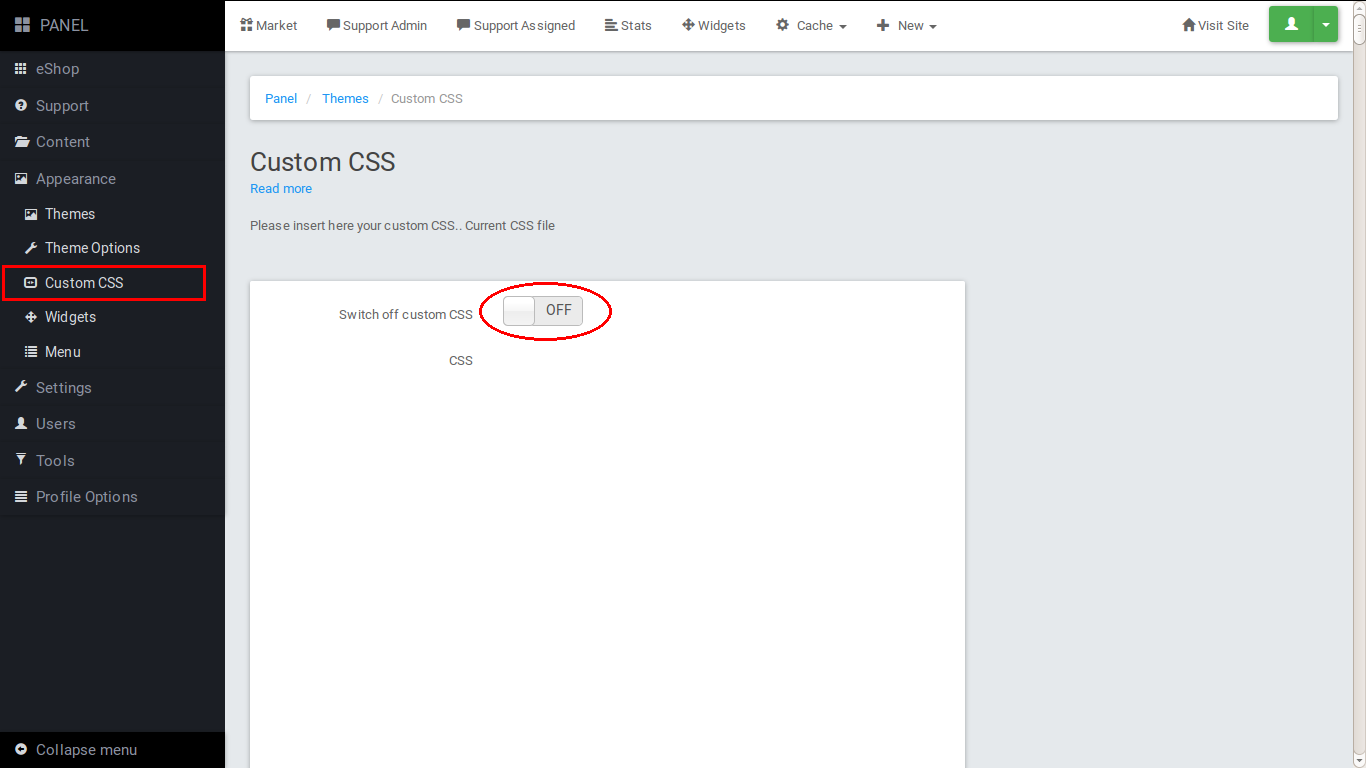 PANEL
Market Support Admin Support Assigned Stats Widgets Cache New Visit Site
eShop
Support
Content
Appearance
Themes
Theme Options
Custom CSS
Widgets
Menu
Settings
Users
Tools
Profile Options
Collapse menu
Panel / Themes / Custom CSS
Custom CSS
Read more
Please insert here your custom CSS.. Current CSS file
Switch off custom CSS OFF
CSS